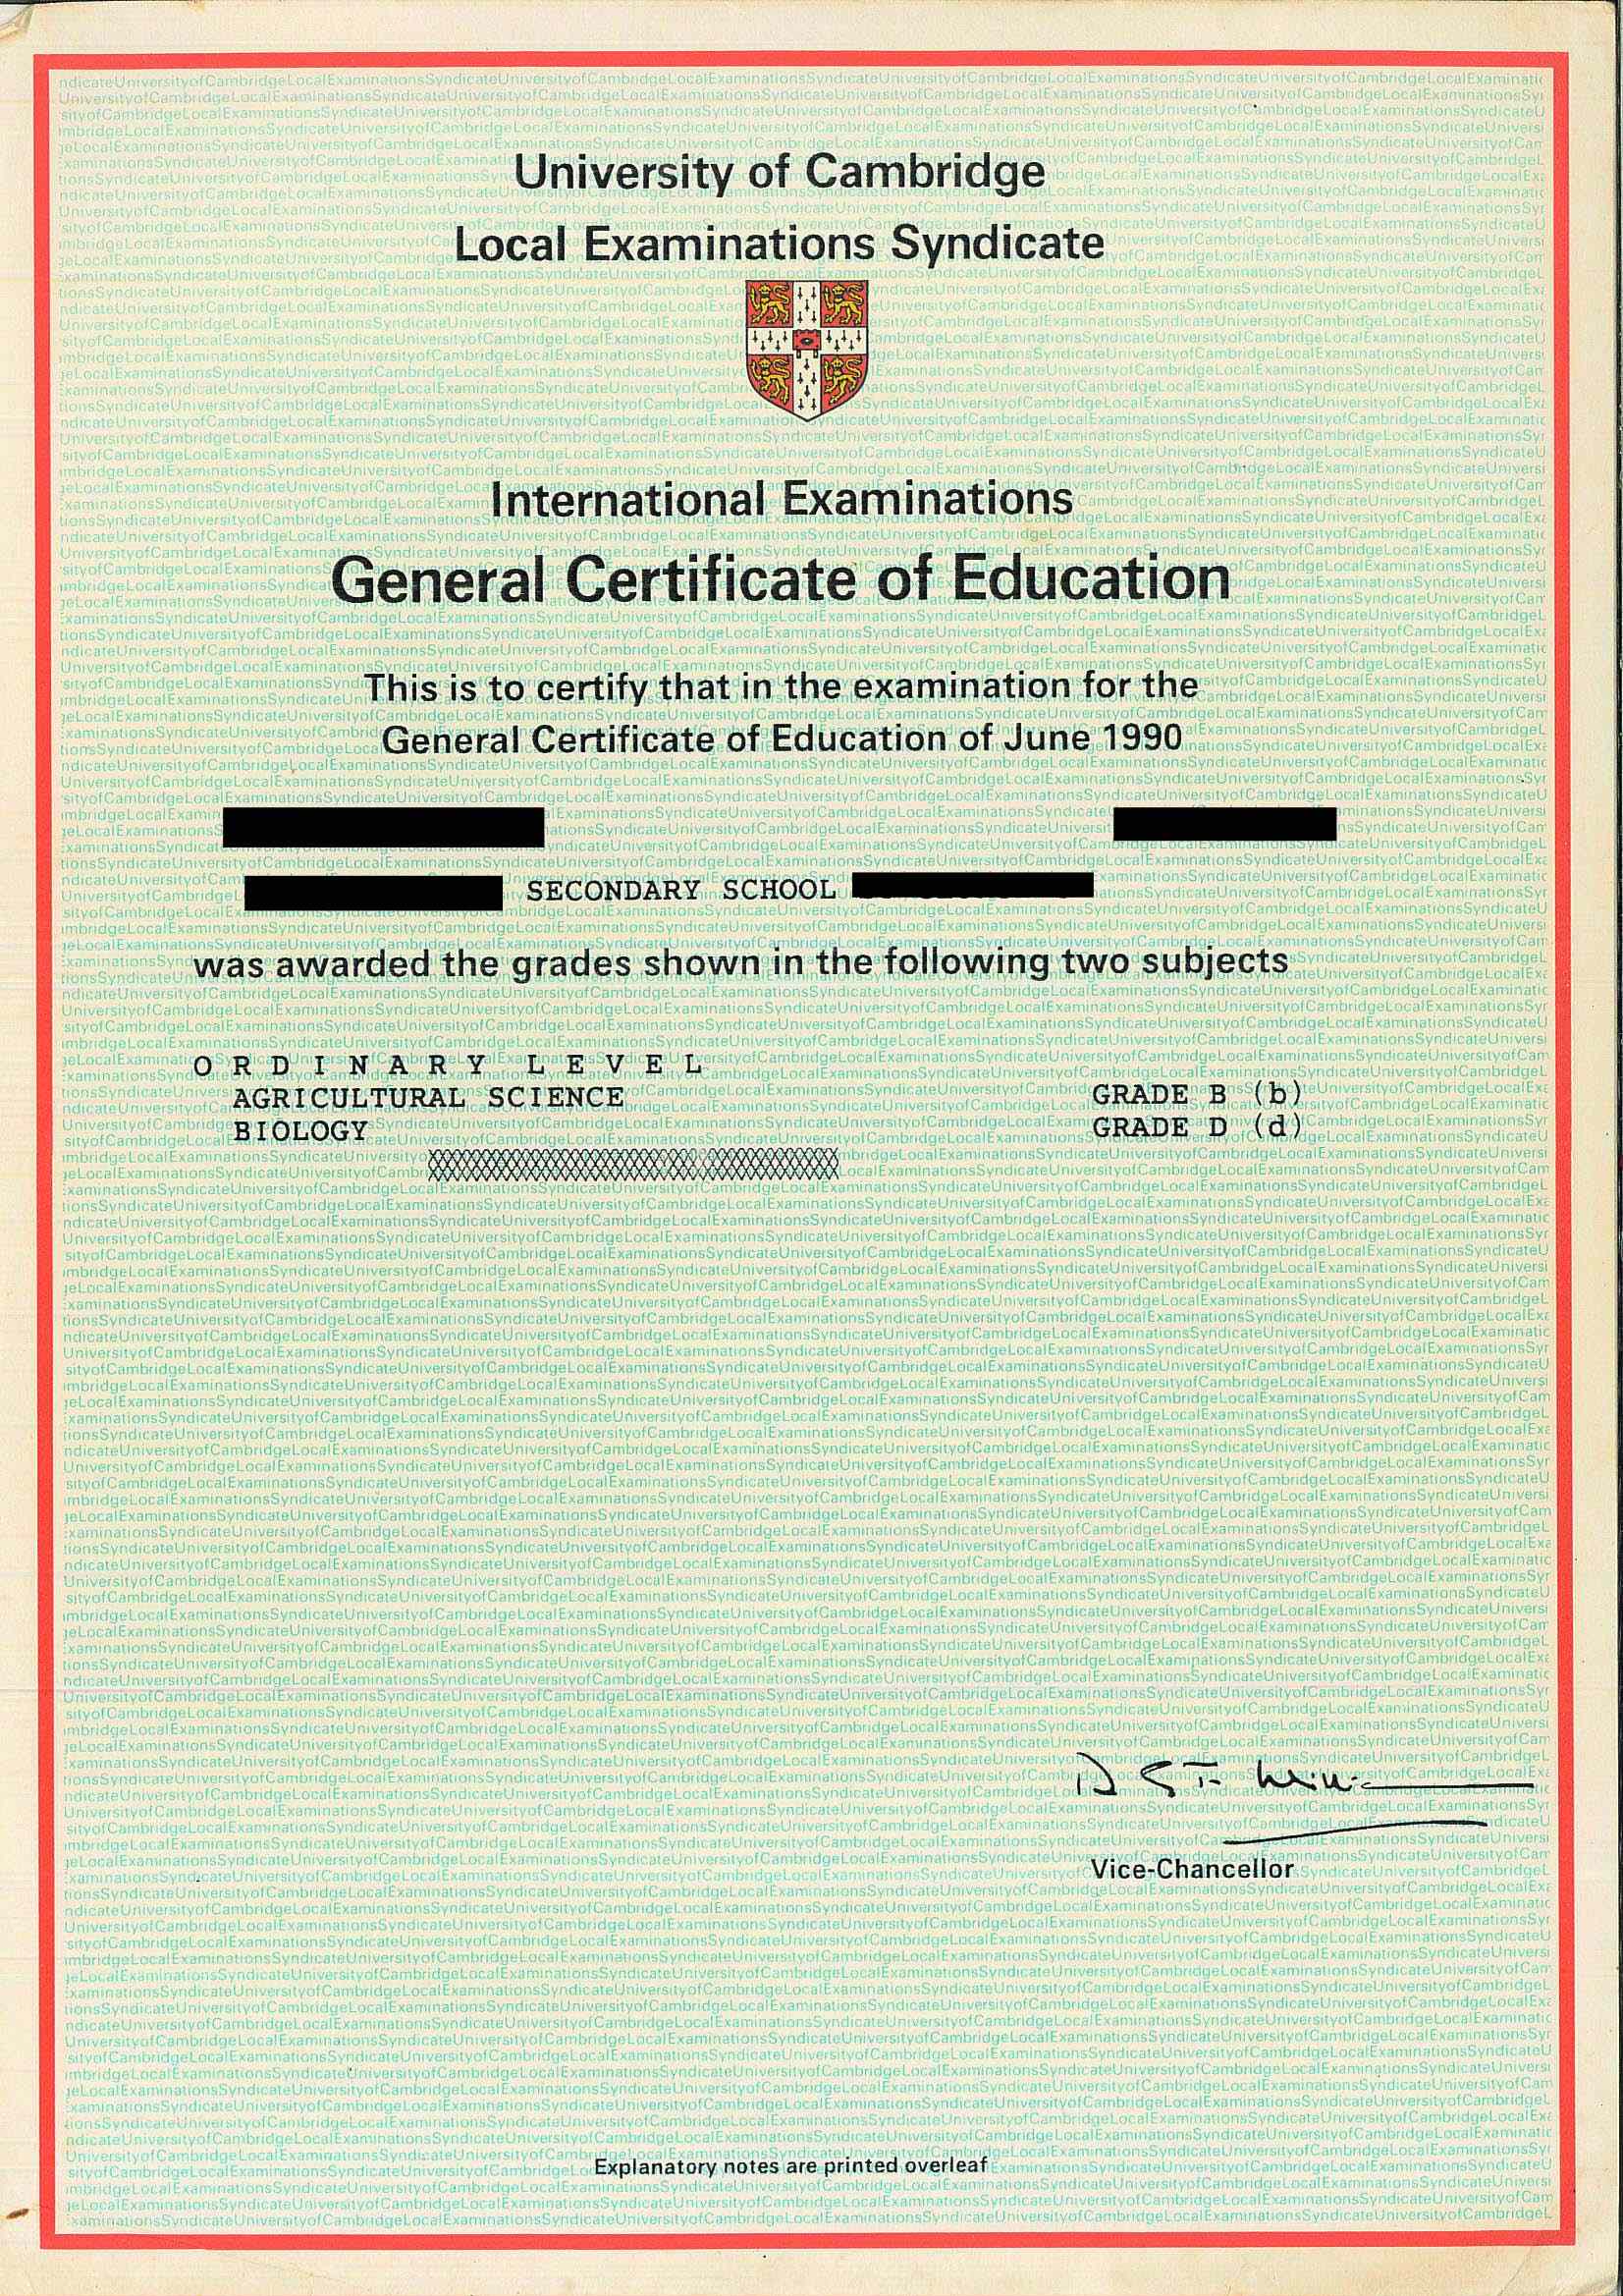 University of Cambridge
Local Examinations Syndicate
International Examinations
General Certificate of Education
This is to certify that in the examination for the
General Certificate of Education of June 1990
SECONDARY SCHOOL
was awarded the grades shown in the following two subjects
O R D I N A R Y L E V E L
AGRICULTURAL SCIENCE GRADE B (b)
BIOLOGY GRADE D (d)
Vice-Chancellor
Explanatory notes are printed overleaf